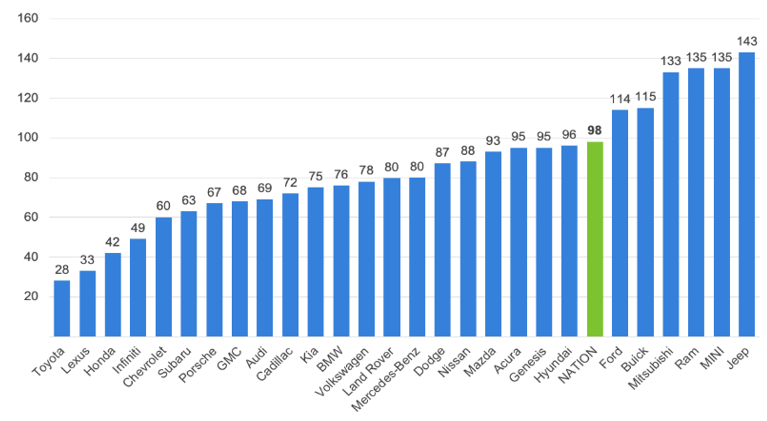 160
140
120
100
80
60
40
20
28
33
42
49
60
63
67
68
69
72
75
76
78
80
80
87
88
93
95
95
96
98
114
115
133
135
135
143
Toyota
Lexus
Honda
Infiniti
Chevrolet
Subaru
Porsche
GMC
Audi
Cadillac
Kia
BMW
Volkswagen
Land Rover
Mercedes-Benz
Dodge
Nissan
Mazda
Acura
Genesis
Hyundai
NATION
Ford
Buick
Mitsubishi
Ram
MINI
Jeep